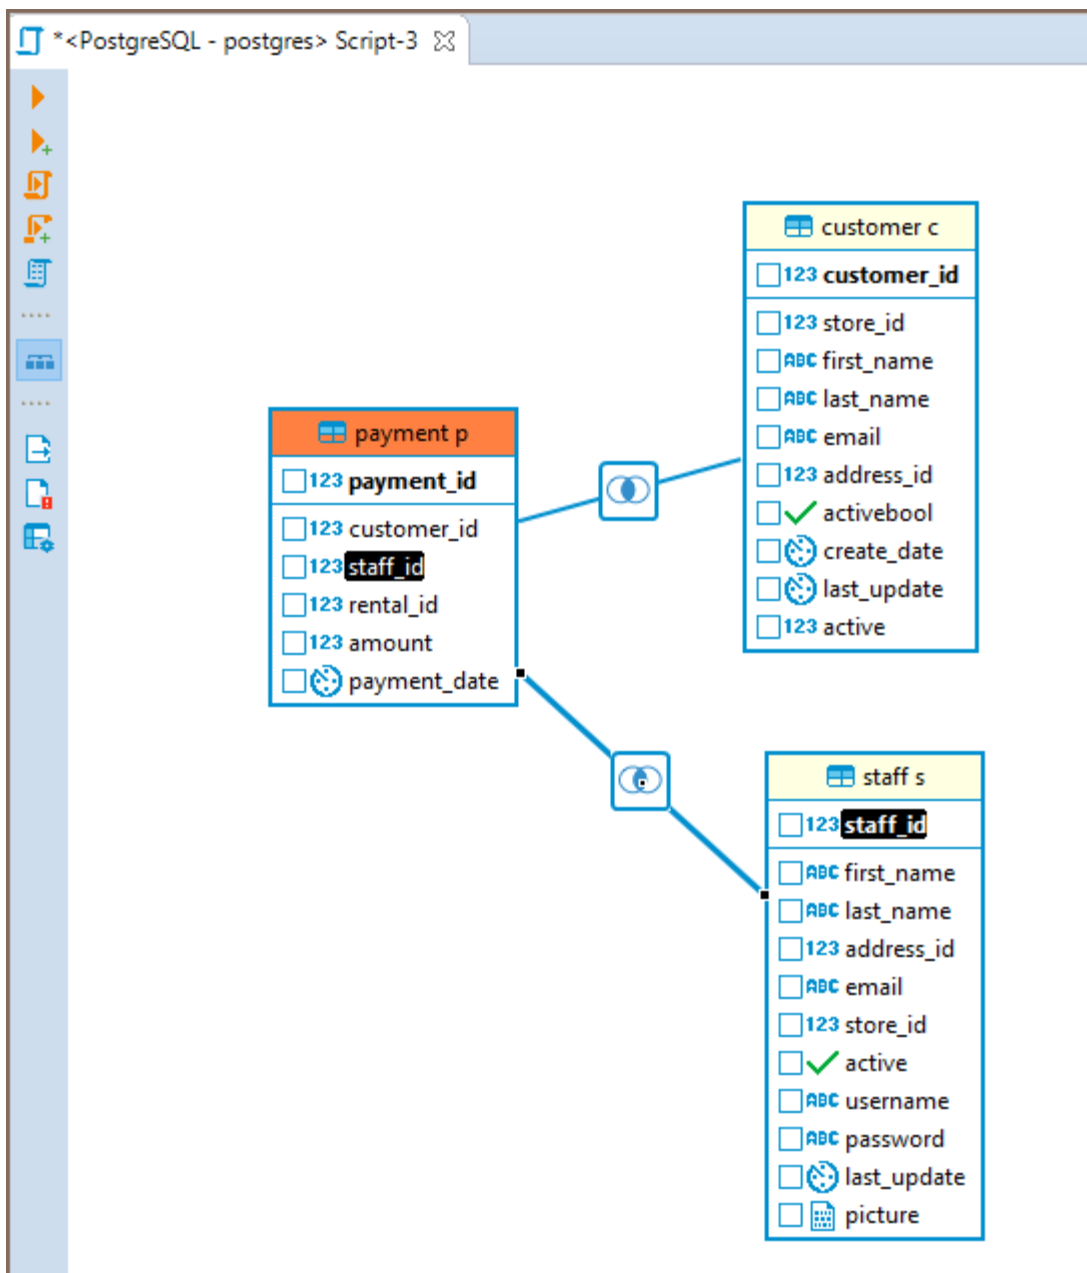 *<PostgreSQL - postgres> Script-3
customer c
123 customer_id
123 store_id
ABC first_name
ABC last_name
ABC email
123 address_id
activebool
create_date
last_update
123 active
payment p
123 payment_id
123 customer_id
123 staff_id
123 rental_id
123 amount
payment_date
staff s
123 staff_id
ABC first_name
ABC last_name
123 address_id
ABC email
123 store_id
active
ABC username
ABC password
last_update
picture